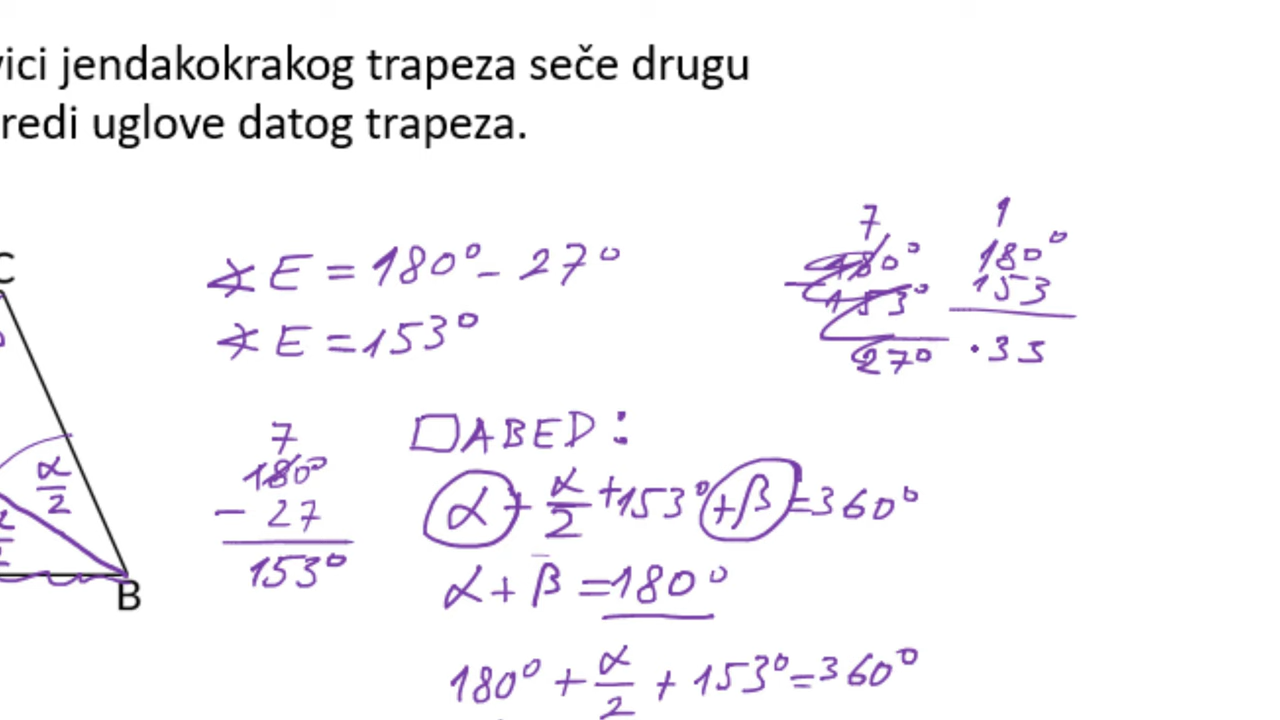 vici jendakokrakog trapeza seče drugu
redi uglove datog trapeza.
C
∢ E = 180° - 27°
∢ E = 153°
7
180°
- 153°
27°
1
180°
153
·35
7
180°
- 27
153°
□ABED:
α + α/2 + 153° + β = 360°
α + β = 180°
180° + α/2 + 153° = 360°
α/2
B